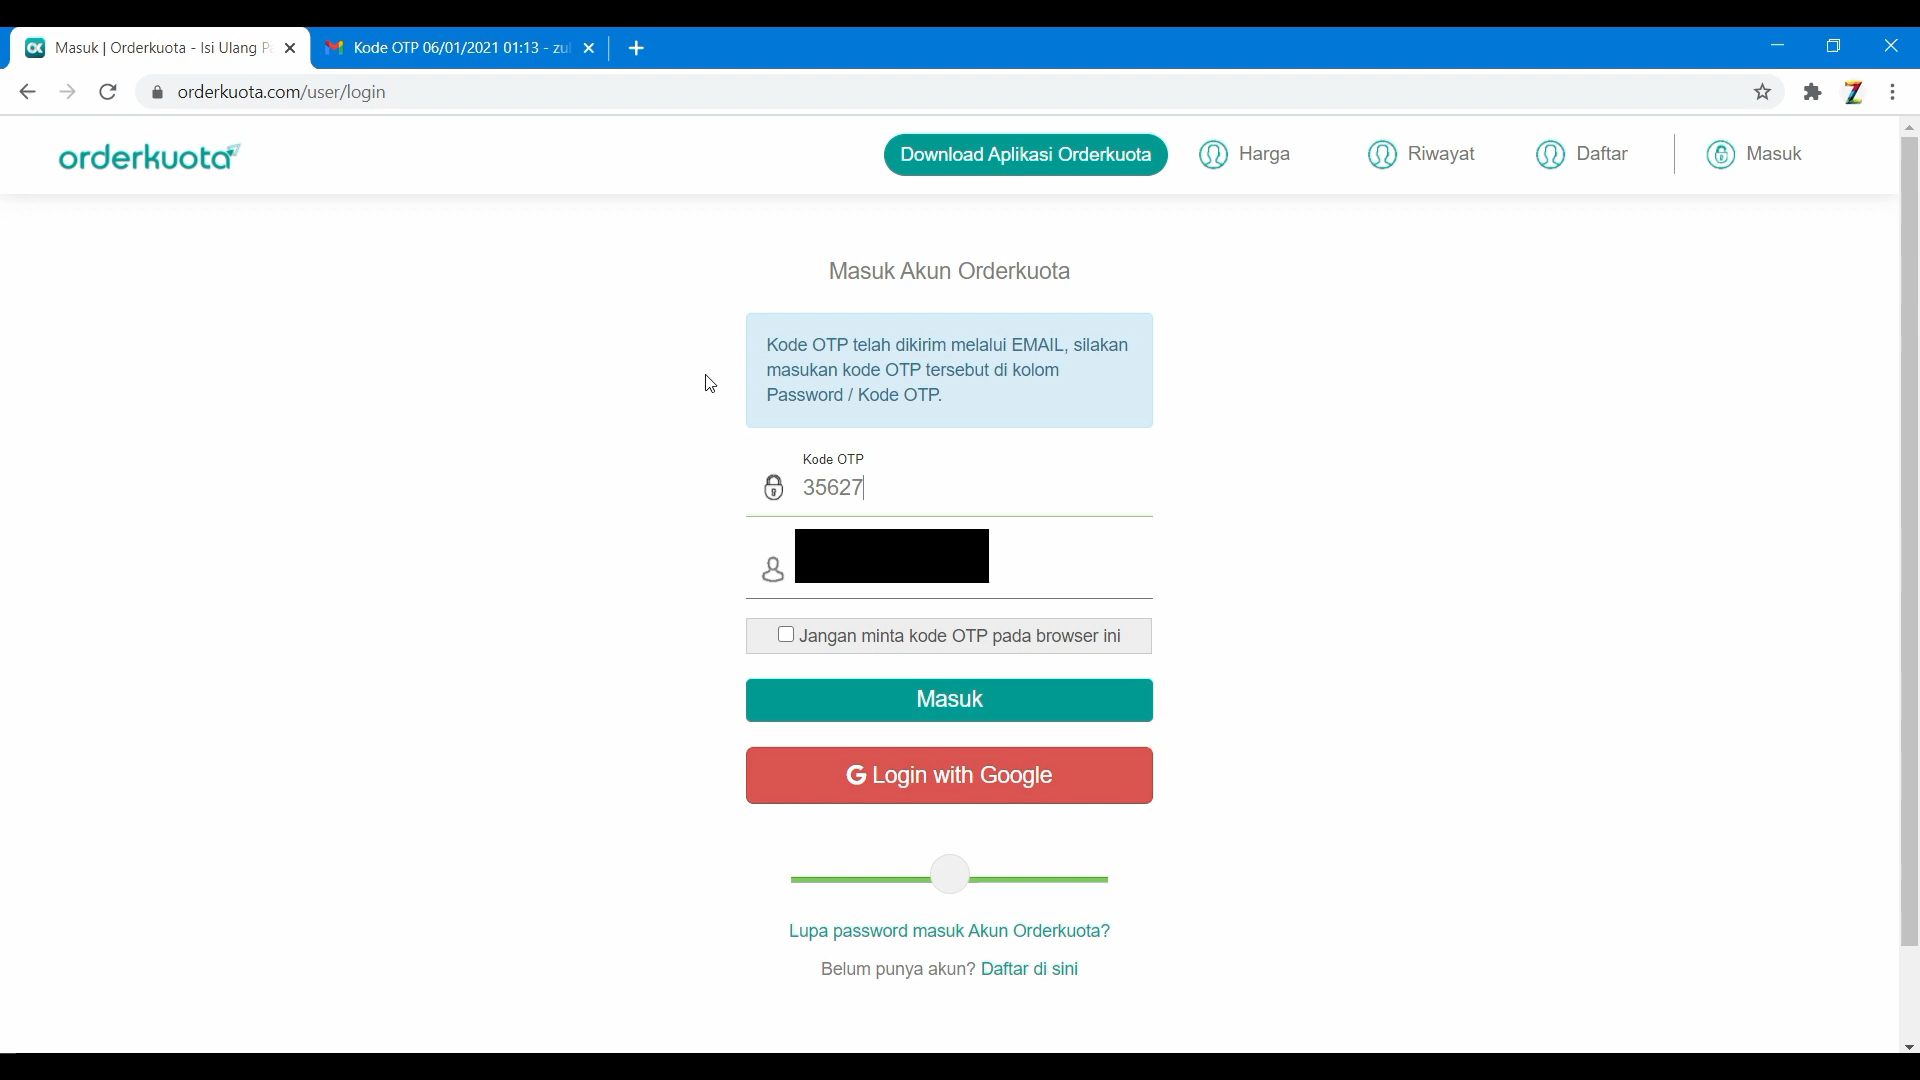 Masuk | Orderkuota - Isi Ulang P
Kode OTP 06/01/2021 01:13 - zul
orderkuota.com/user/login
orderkuota
Download Aplikasi Orderkuota
Harga
Riwayat
Daftar
Masuk
Masuk Akun Orderkuota
Kode OTP telah dikirim melalui EMAIL, silakan
masukan kode OTP tersebut di kolom
Password / Kode OTP.
Kode OTP
35627
Jangan minta kode OTP pada browser ini
Masuk
G Login with Google
Lupa password masuk Akun Orderkuota?
Belum punya akun? Daftar di sini